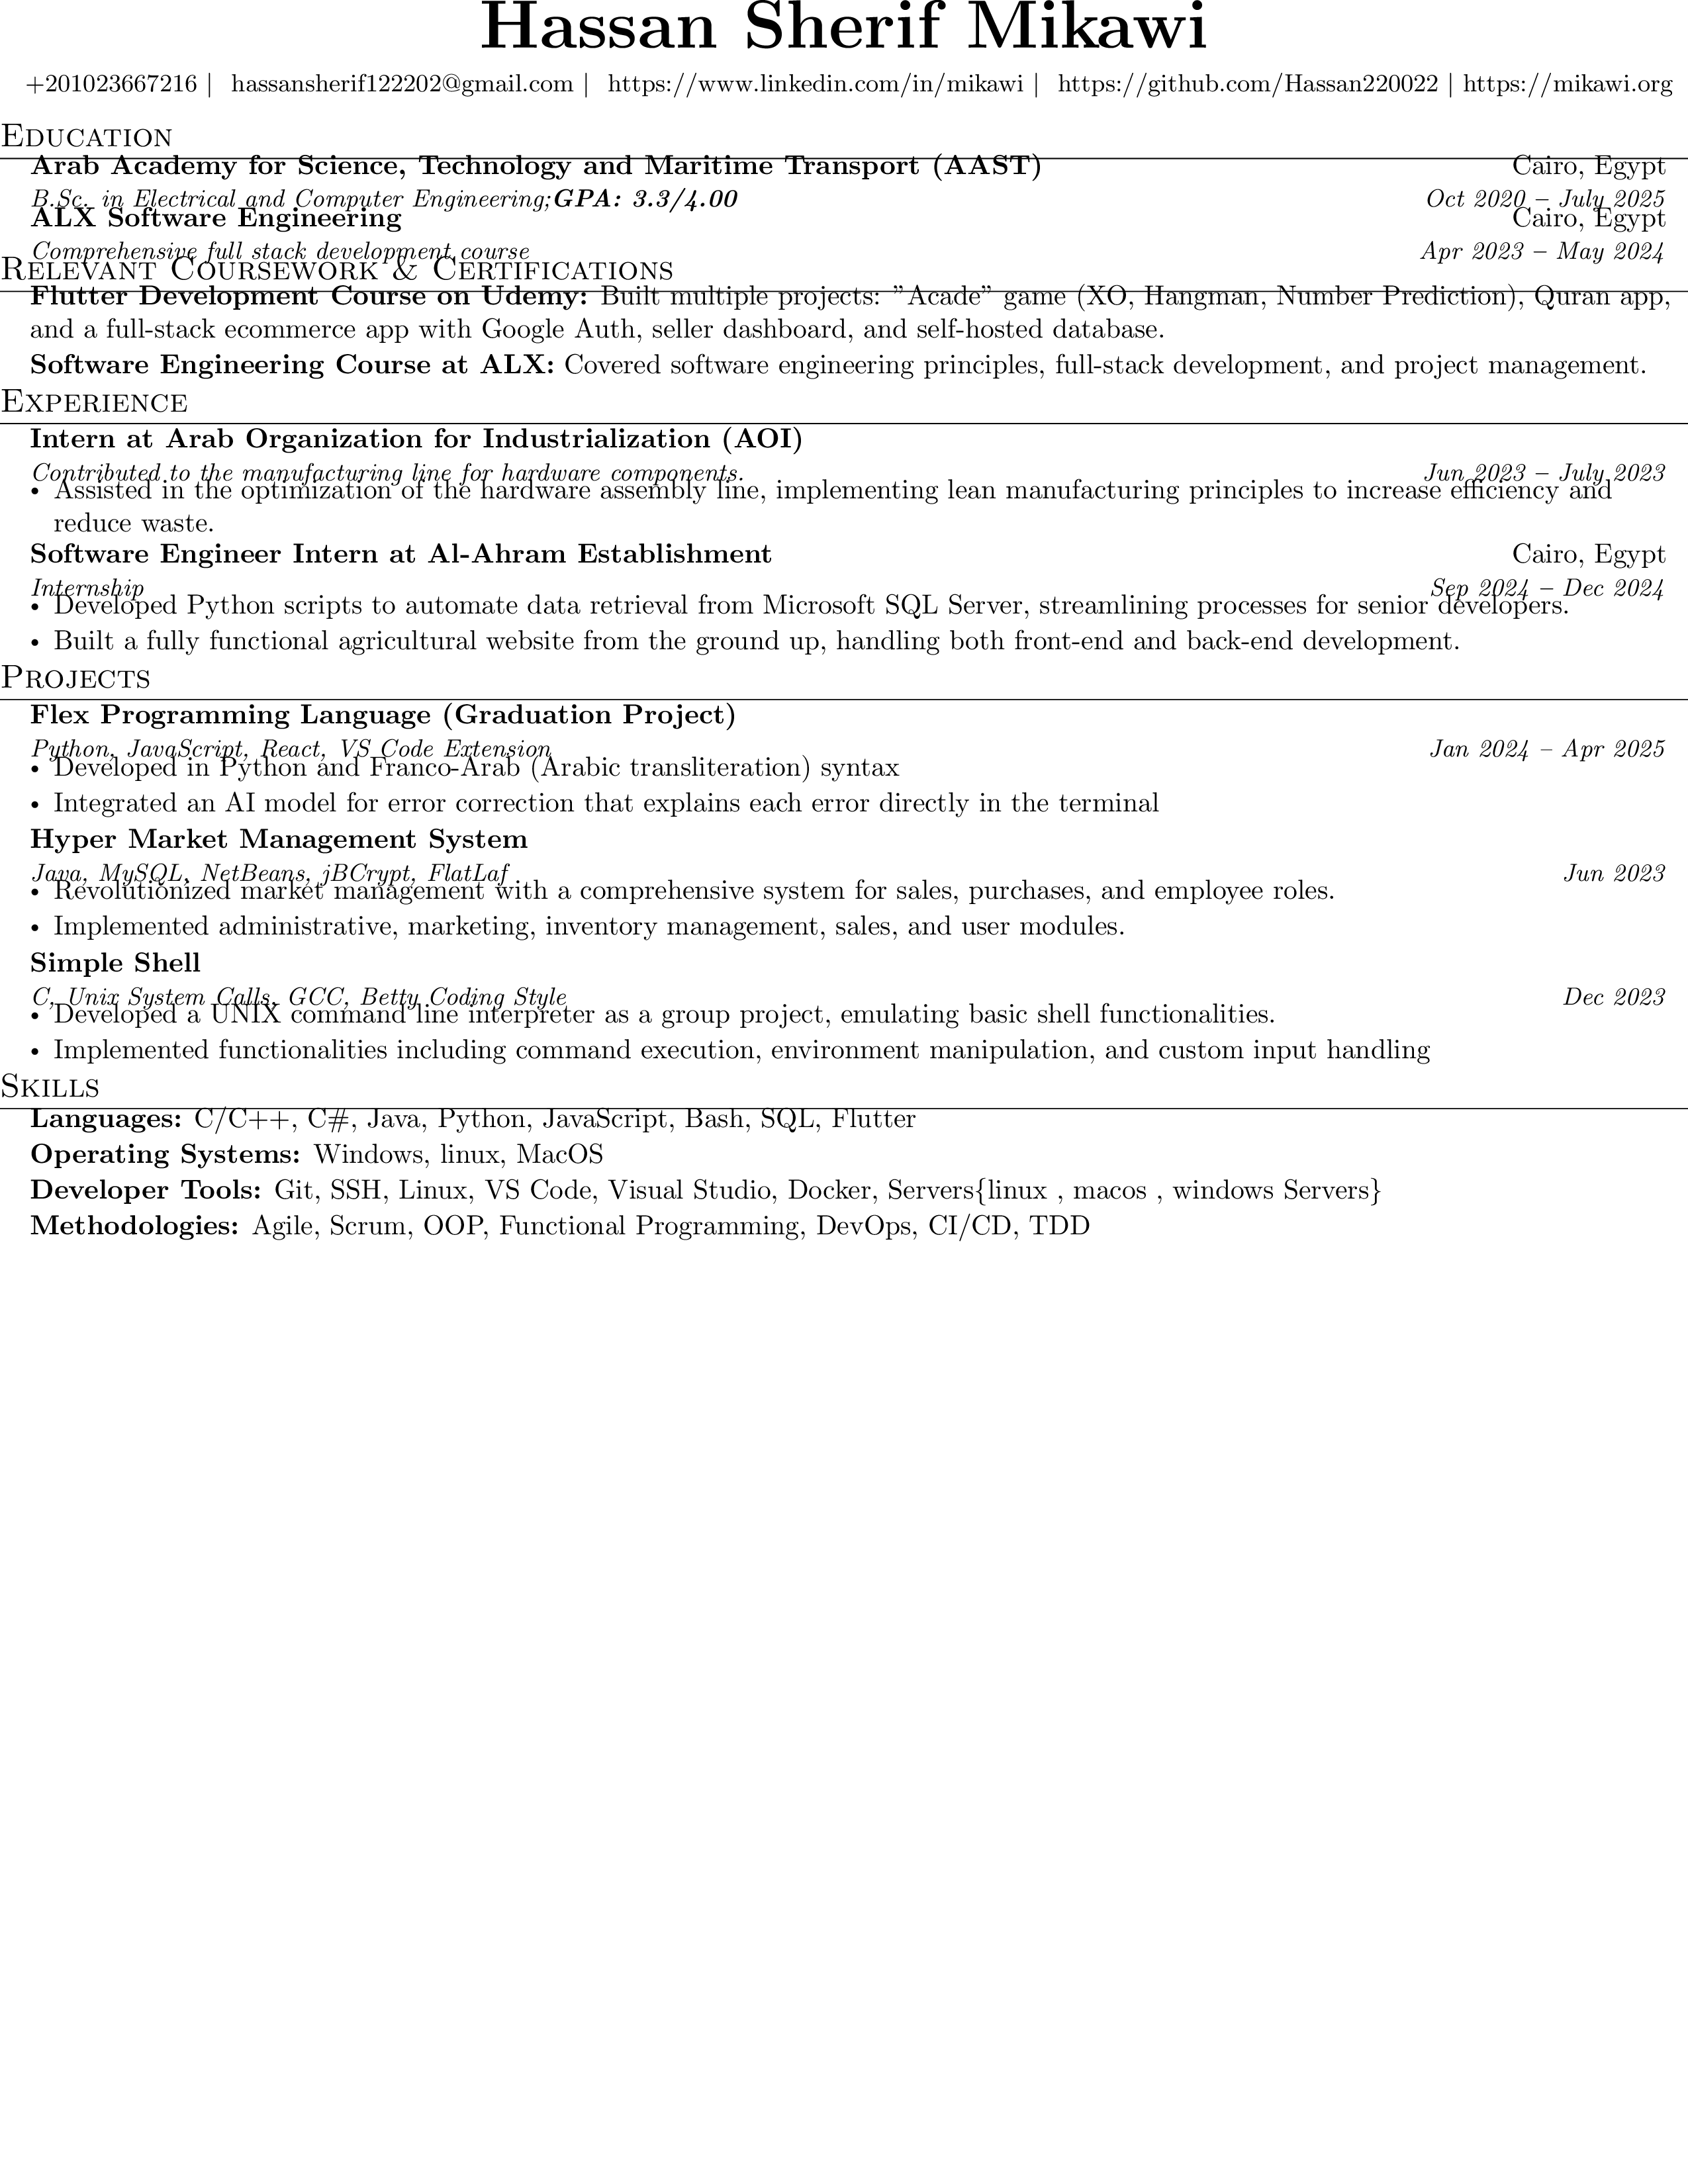 Hassan Sherif Mikawi
+201023667216 | hassansherif122202@gmail.com | https://www.linkedin.com/in/mikawi | https://github.com/Hassan220022 | https://mikawi.org
Education
Arab Academy for Science, Technology and Maritime Transport (AAST) Cairo, Egypt
B.Sc. in Electrical and Computer Engineering;GPA: 3.3/4.00 Oct 2020 – July 2025
ALX Software Engineering Cairo, Egypt
Comprehensive full stack development course Apr 2023 – May 2024
Relevant Coursework & Certifications
Flutter Development Course on Udemy: Built multiple projects: ”Acade” game (XO, Hangman, Number Prediction), Quran app,
and a full-stack ecommerce app with Google Auth, seller dashboard, and self-hosted database.
Software Engineering Course at ALX: Covered software engineering principles, full-stack development, and project management.
Experience
Intern at Arab Organization for Industrialization (AOI)
Contributed to the manufacturing line for hardware components. Jun 2023 – July 2023
• Assisted in the optimization of the hardware assembly line, implementing lean manufacturing principles to increase efficiency and
reduce waste.
Software Engineer Intern at Al-Ahram Establishment Cairo, Egypt
Internship Sep 2024 – Dec 2024
• Developed Python scripts to automate data retrieval from Microsoft SQL Server, streamlining processes for senior developers.
• Built a fully functional agricultural website from the ground up, handling both front-end and back-end development.
Projects
Flex Programming Language (Graduation Project)
Python, JavaScript, React, VS Code Extension Jan 2024 – Apr 2025
• Developed in Python and Franco-Arab (Arabic transliteration) syntax
• Integrated an AI model for error correction that explains each error directly in the terminal
Hyper Market Management System
Java, MySQL, NetBeans, jBCrypt, FlatLaf Jun 2023
• Revolutionized market management with a comprehensive system for sales, purchases, and employee roles.
• Implemented administrative, marketing, inventory management, sales, and user modules.
Simple Shell
C, Unix System Calls, GCC, Betty Coding Style Dec 2023
• Developed a UNIX command line interpreter as a group project, emulating basic shell functionalities.
• Implemented functionalities including command execution, environment manipulation, and custom input handling
Skills
Languages: C/C++, C#, Java, Python, JavaScript, Bash, SQL, Flutter
Operating Systems: Windows, linux, MacOS
Developer Tools: Git, SSH, Linux, VS Code, Visual Studio, Docker, Servers{linux , macos , windows Servers}
Methodologies: Agile, Scrum, OOP, Functional Programming, DevOps, CI/CD, TDD